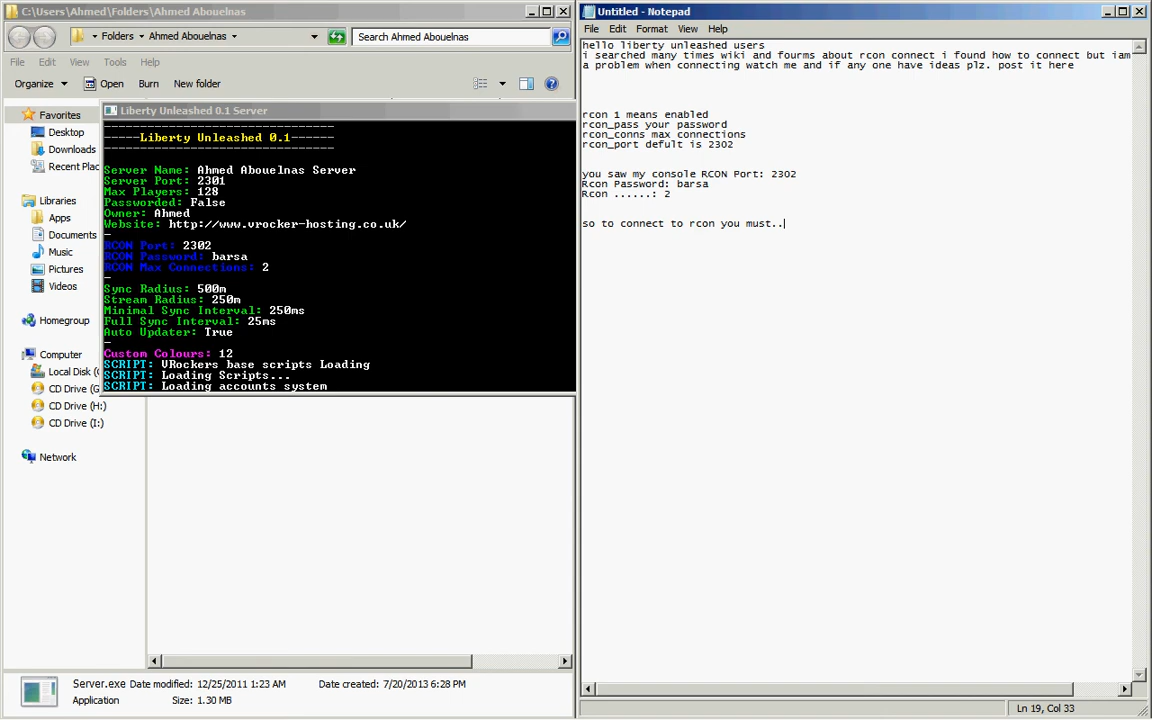 C:\Users\Ahmed\Folders\Ahmed Abouelnas
Folders
Ahmed Abouelnas
Search Ahmed Abouelnas
File Edit View Tools Help
Organize
Open
Burn
New folder
Favorites
Desktop
Downloads
Recent Plac
Libraries
Apps
Documents
Music
Pictures
Videos
Homegroup
Computer
Local Disk (
CD Drive (G
CD Drive (H:)
CD Drive (I:)
Network
Liberty Unleashed 0.1 Server
-----Liberty Unleashed 0.1------
Server Name: Ahmed Abouelnas Server
Server Port: 2301
Max Players: 128
Passworded: False
Owner: Ahmed
Website: http://www.vrocker-hosting.co.uk/
RCON Port: 2302
RCON Password: barsa
RCON Max Connections: 2
Sync Radius: 500m
Stream Radius: 250m
Minimal Sync Interval: 250ms
Full Sync Interval: 25ms
Auto Updater: True
Custom Colours: 12
SCRIPT: VRockers base scripts Loading
SCRIPT: Loading Scripts...
SCRIPT: Loading accounts system
Server.exe Date modified: 12/25/2011 1:23 AM Date created: 7/20/2013 6:28 PM
Application Size: 1.30 MB
Untitled - Notepad
File Edit Format View Help
hello liberty unleashed users
i searched many times wiki and fourms about rcon connect i found how to connect but iam
a problem when connecting watch me and if any one have ideas plz. post it here
rcon 1 means enabled
rcon_pass your password
rcon_conns max connections
rcon_port defult is 2302
you saw my console RCON Port: 2302
Rcon Password: barsa
Rcon ......: 2
so to connect to rcon you must..
Ln 19, Col 33